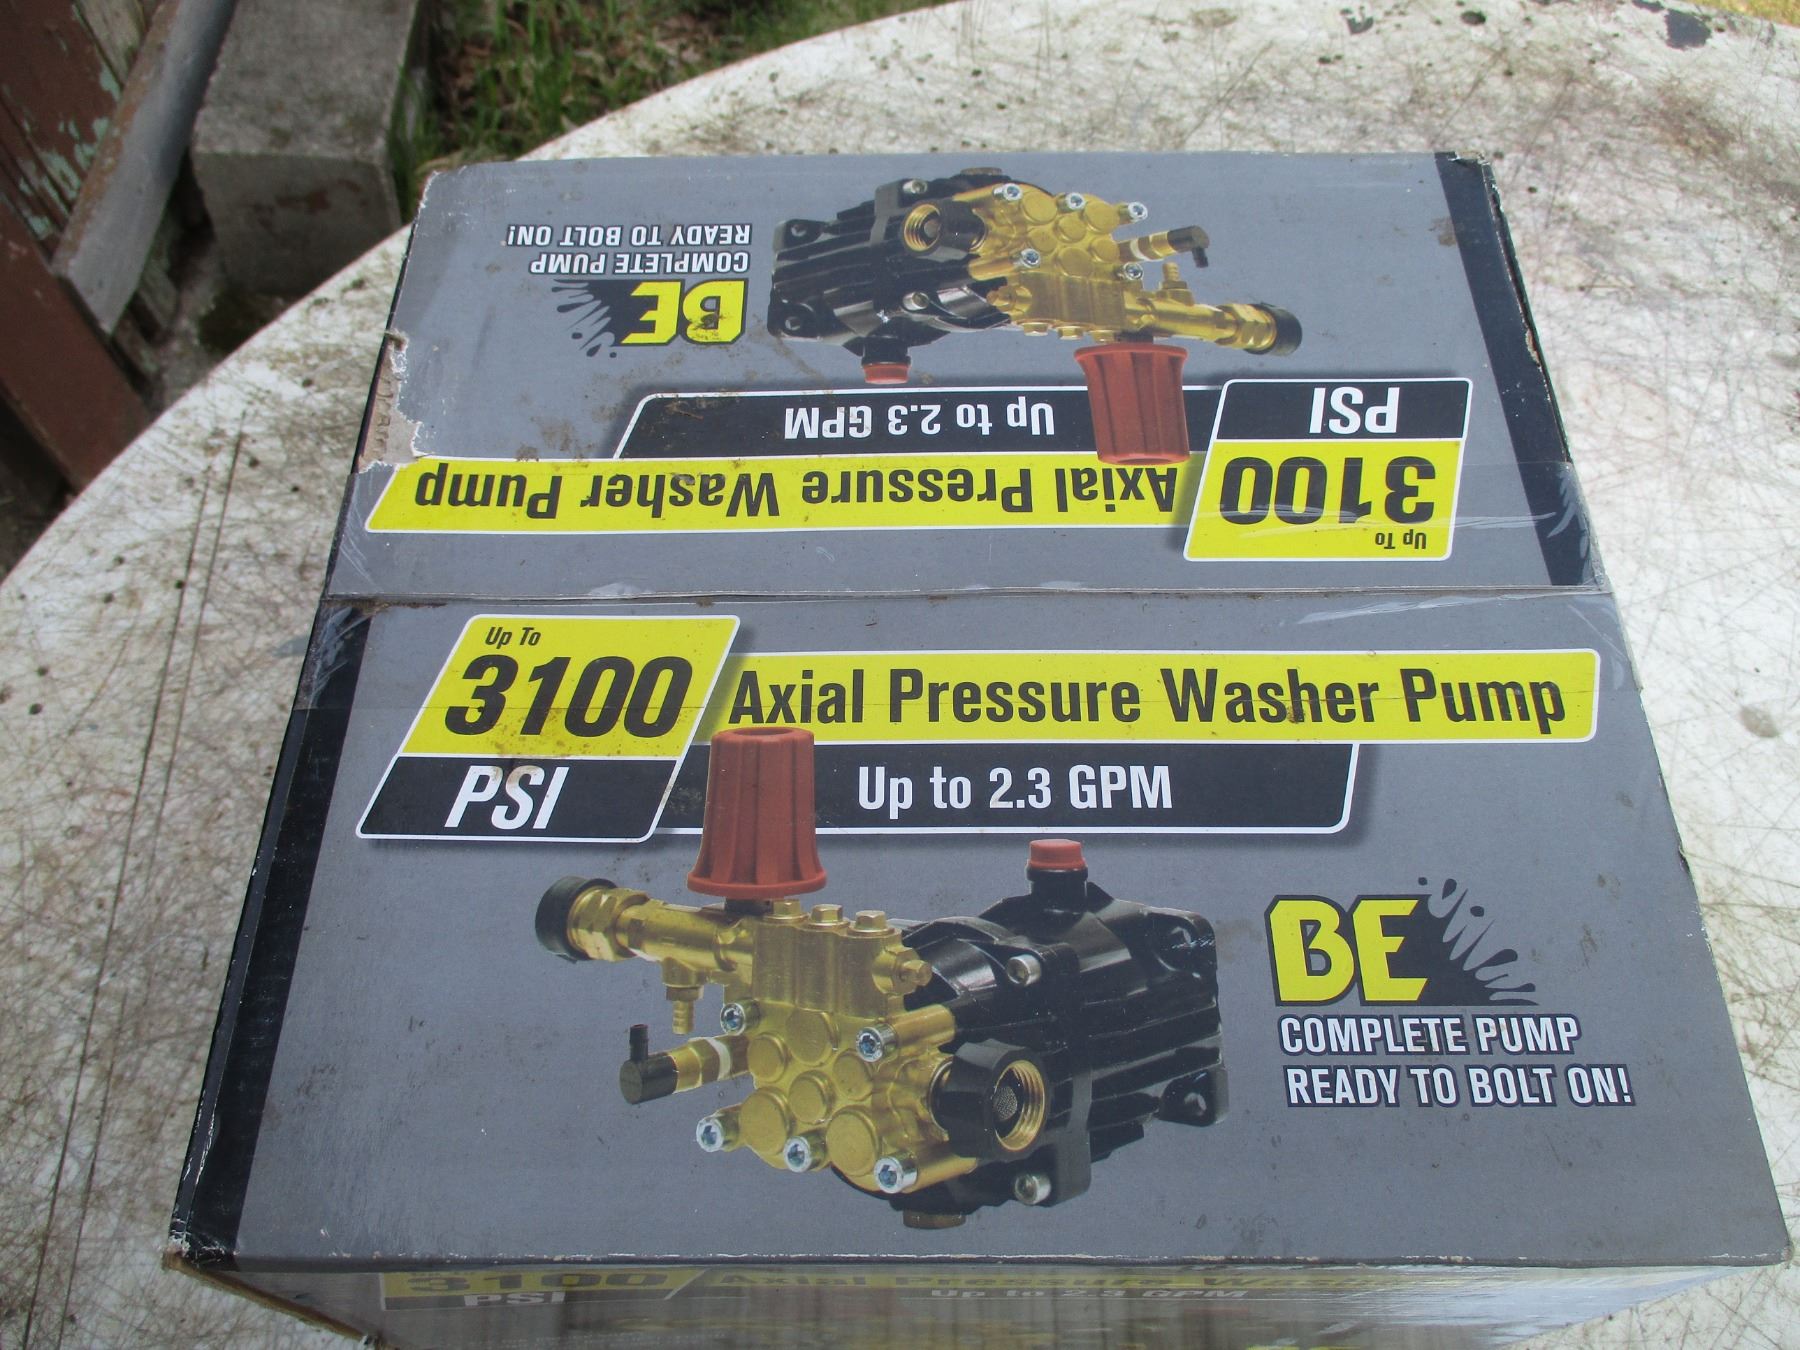 READY TO BOLT ON!
COMPLETE PUMP
BE
Up to 2.3 GPM
PSI
Axial Pressure Washer Pump
3100
Up To
Up To
3100
Axial Pressure Washer Pump
PSI
Up to 2.3 GPM
BE
COMPLETE PUMP
READY TO BOLT ON!
3100
Axial Pressure
PSI
Up to 2.3 GPM